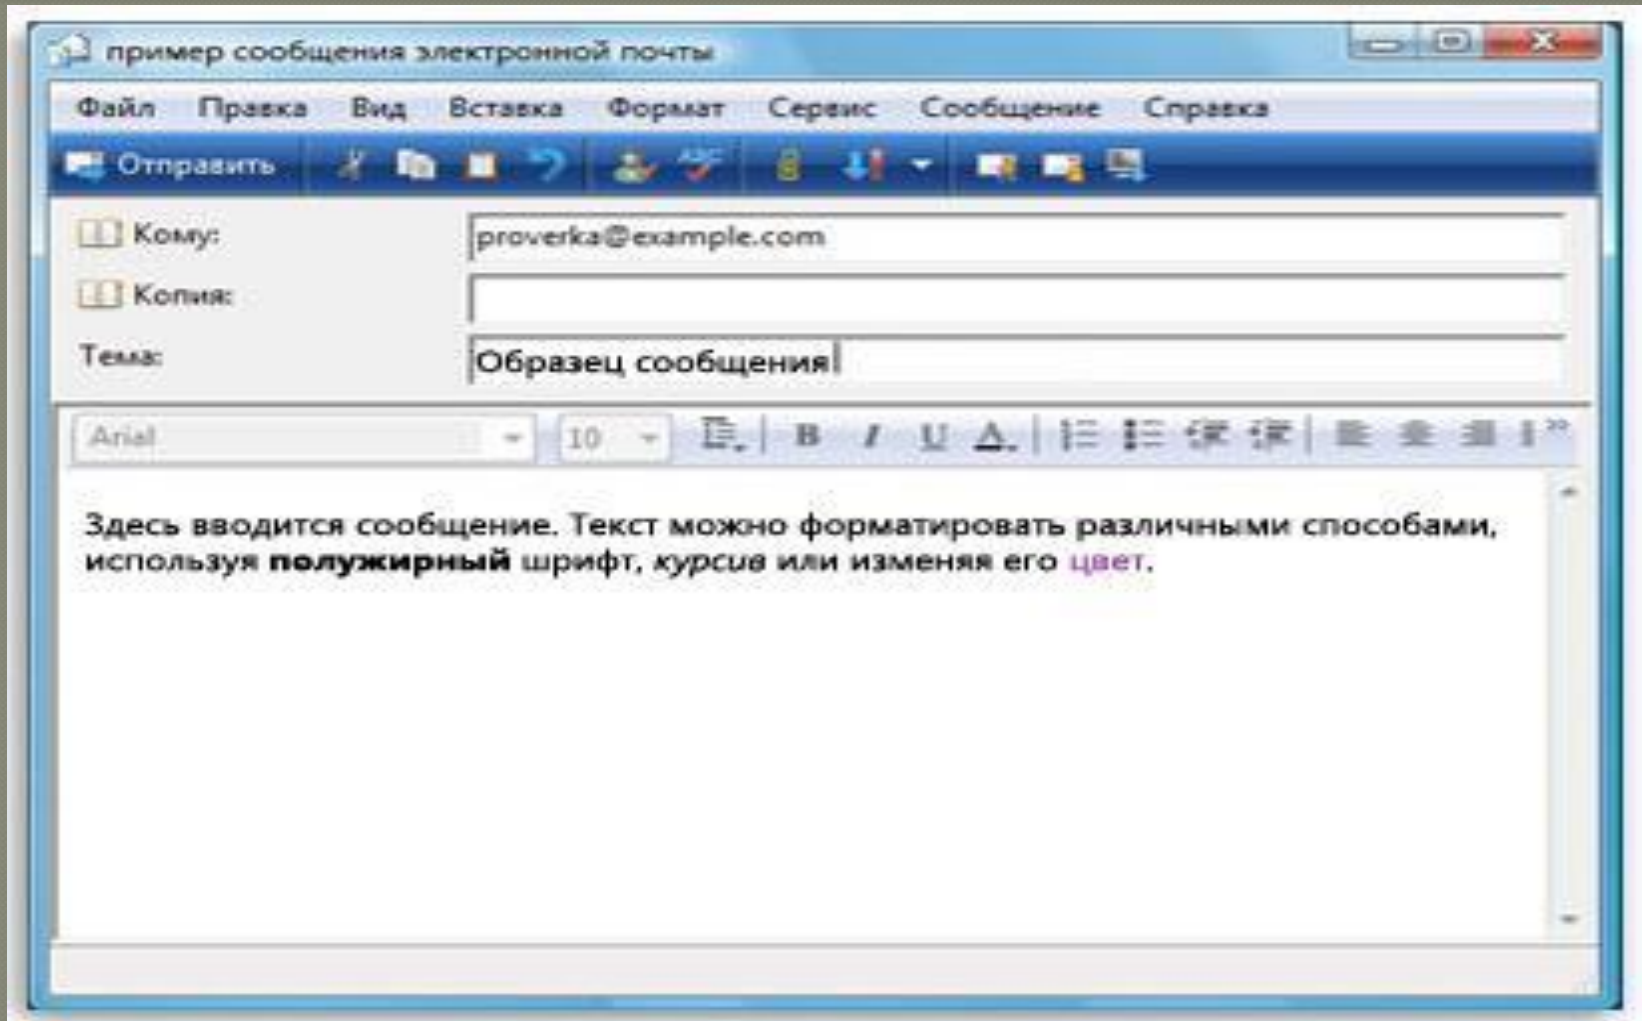 пример сообщения электронной почты
Файл Правка Вид Вставка Формат Сервис Сообщение Справка
Отправить ABC
Кому: proverka@example.com
Копия:
Тема: Образец сообщения
Arial 10 B I U A
Здесь вводится сообщение. Текст можно форматировать различными способами,
используя полужирный шрифт, курсив или изменяя его цвет.